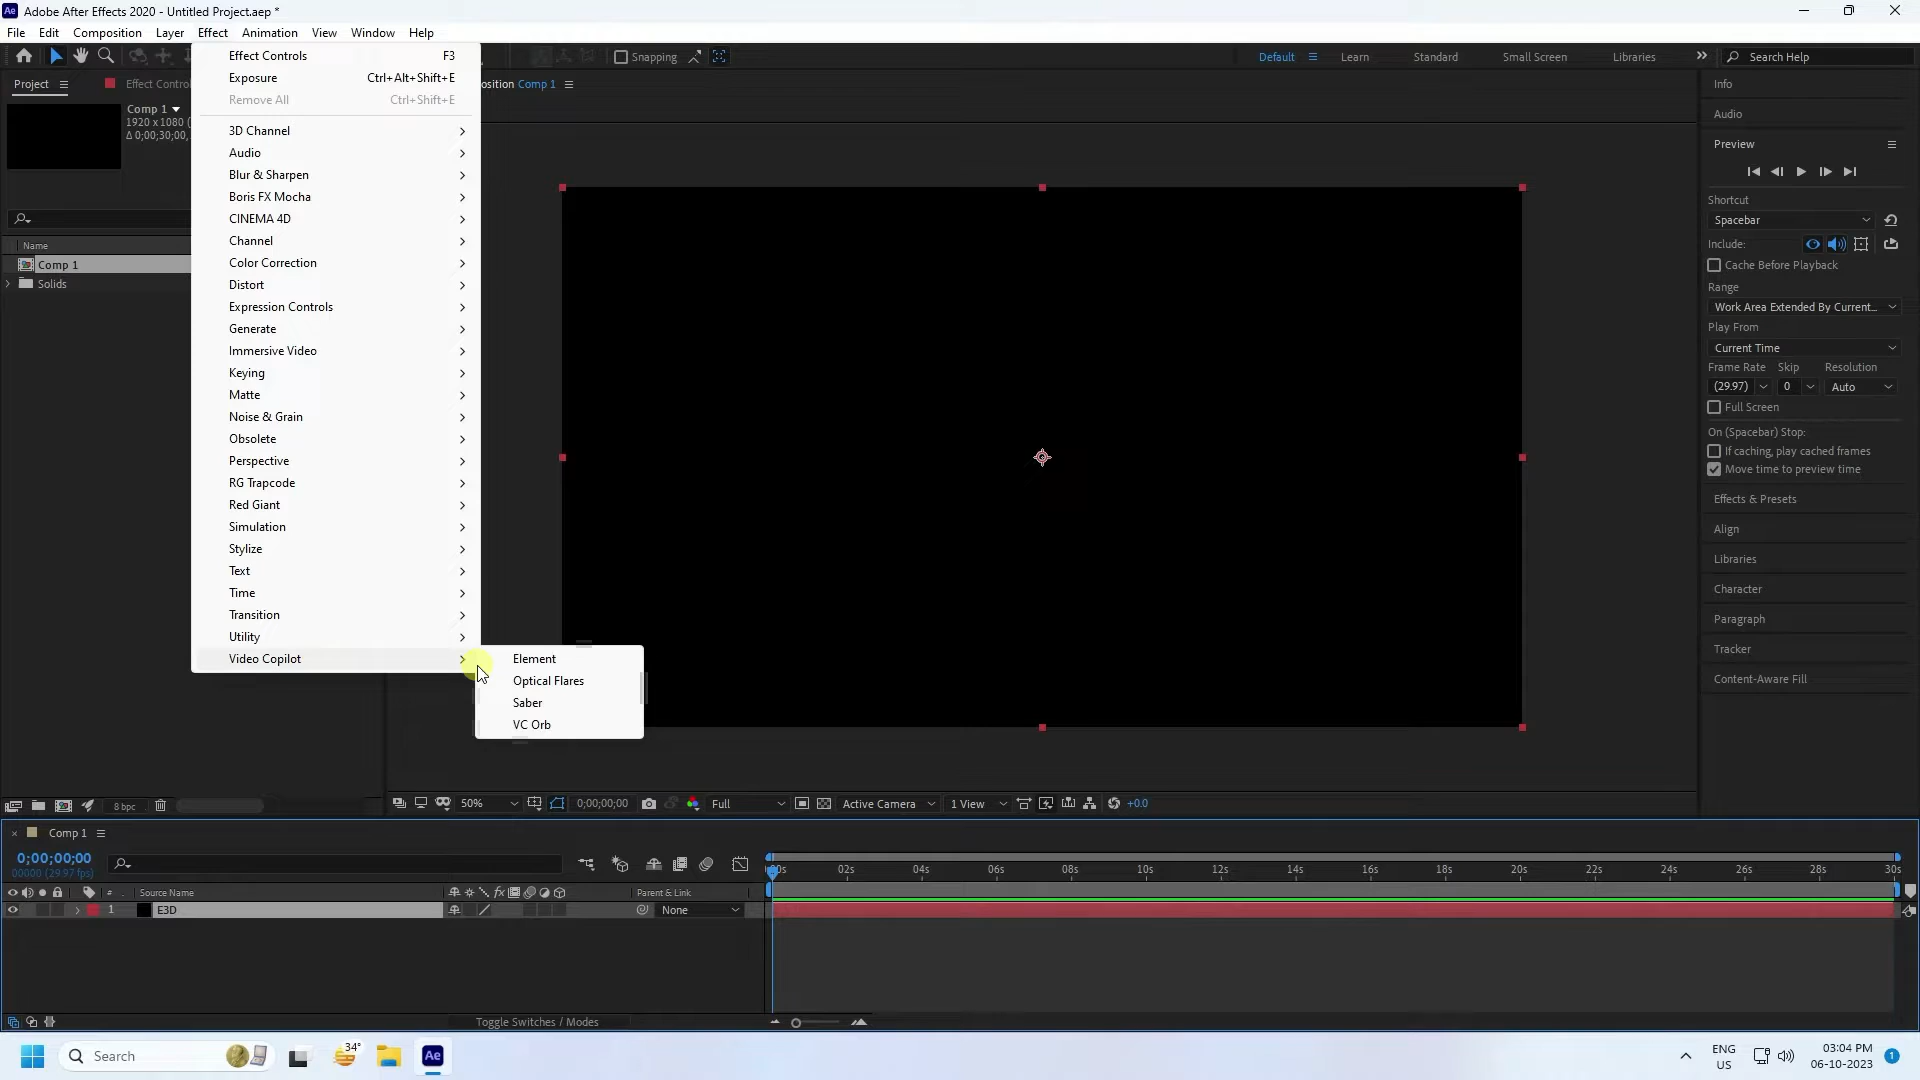 Adobe After Effects 2020 - Untitled Project.aep *
File Edit Composition Layer Effect Animation View Window Help
Snapping
Default Learn Standard Small Screen Libraries
Search Help
Project
Effect Control
Comp 1
1920 x 1080 (
Δ 0;00;30;00,
Name
Comp 1
Solids
8 bpc
Effect Controls F3
Exposure Ctrl+Alt+Shift+E
Remove All Ctrl+Shift+E
3D Channel
Audio
Blur & Sharpen
Boris FX Mocha
CINEMA 4D
Channel
Color Correction
Distort
Expression Controls
Generate
Immersive Video
Keying
Matte
Noise & Grain
Obsolete
Perspective
RG Trapcode
Red Giant
Simulation
Stylize
Text
Time
Transition
Utility
Video Copilot
Element
Optical Flares
Saber
VC Orb
osition Comp 1
50% 0;00;00;00 Full Active Camera 1 View +0.0
Info
Audio
Preview
Shortcut
Spacebar
Include:
Cache Before Playback
Range
Work Area Extended By Current...
Play From
Current Time
Frame Rate Skip Resolution
(29.97) 0 Auto
Full Screen
On (Spacebar) Stop:
If caching, play cached frames
Move time to preview time
Effects & Presets
Align
Libraries
Character
Paragraph
Tracker
Content-Aware Fill
Comp 1
0;00;00;00
00000 (29.97 fps)
# . Source Name Parent & Link
1 E3D None
00s 02s 04s 06s 08s 10s 12s 14s 16s 18s 20s 22s 24s 26s 28s 30s
Toggle Switches / Modes
Search
34°
Ae
ENG
US
03:04 PM
06-10-2023
1